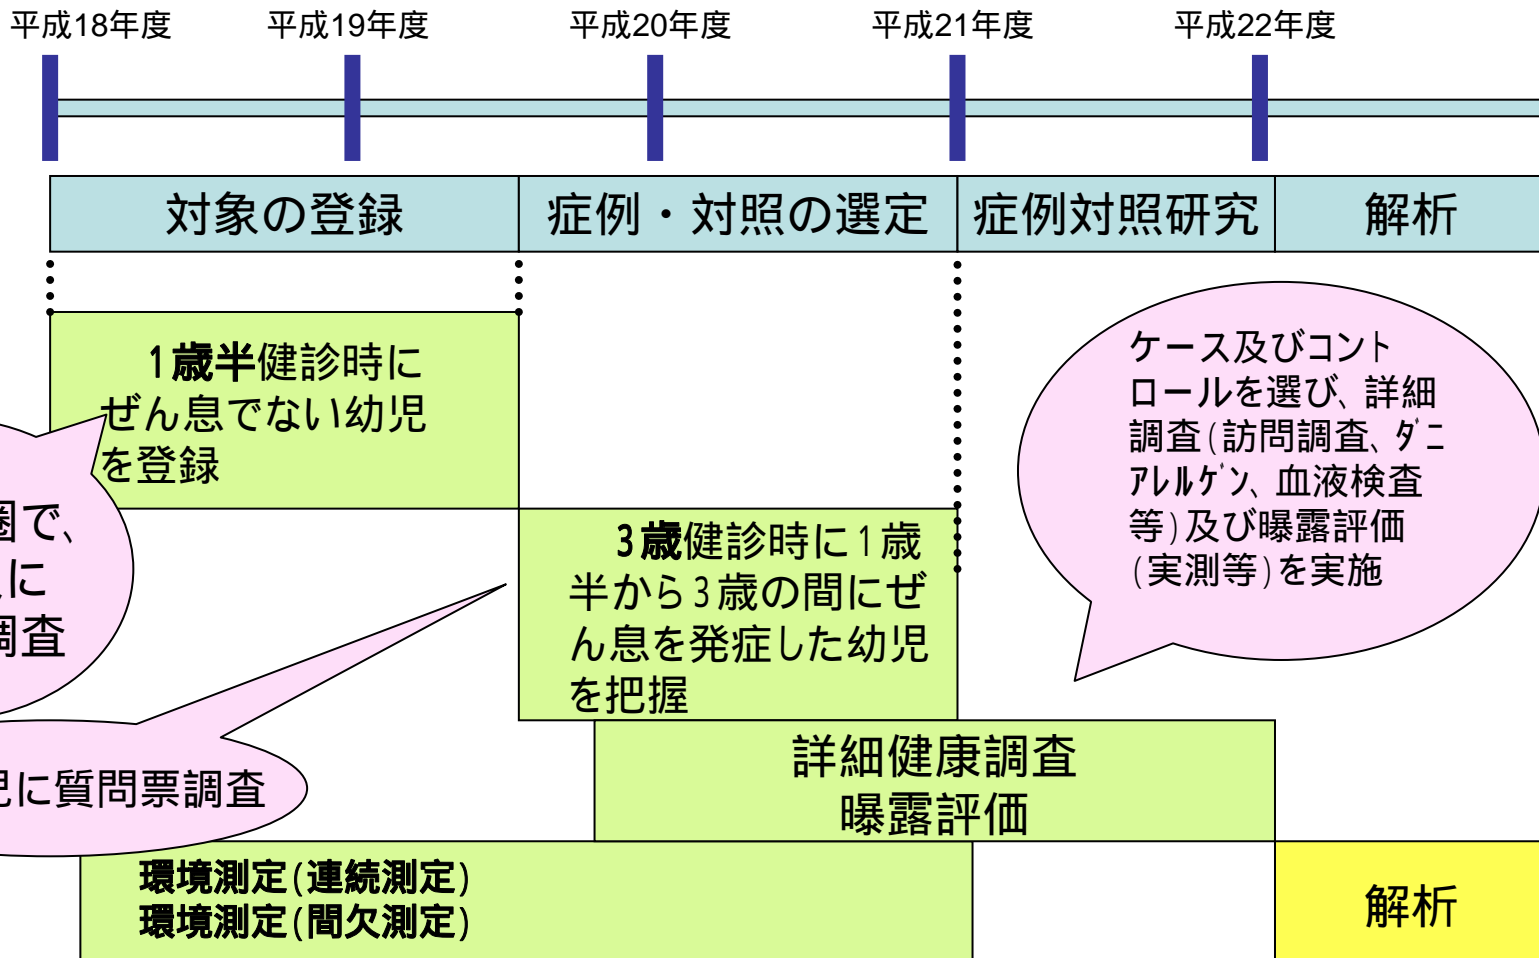 平成18年度 平成19年度 平成20年度 平成21年度 平成22年度
対象の登録 症例・対照の選定 症例対照研究 解析
1歳半健診時に
ぜん息でない幼児
を登録
圏で、
に
調査
3歳健診時に1歳
半から3歳の間にぜ
ん息を発症した幼児
を把握
ケース及びコント
ロールを選び、詳細
調査(訪問調査、ダニ
アレルゲン、血液検査
等)及び曝露評価
(実測等)を実施
児に質問票調査
詳細健康調査
曝露評価
環境測定(連続測定)
環境測定(間欠測定)
解析